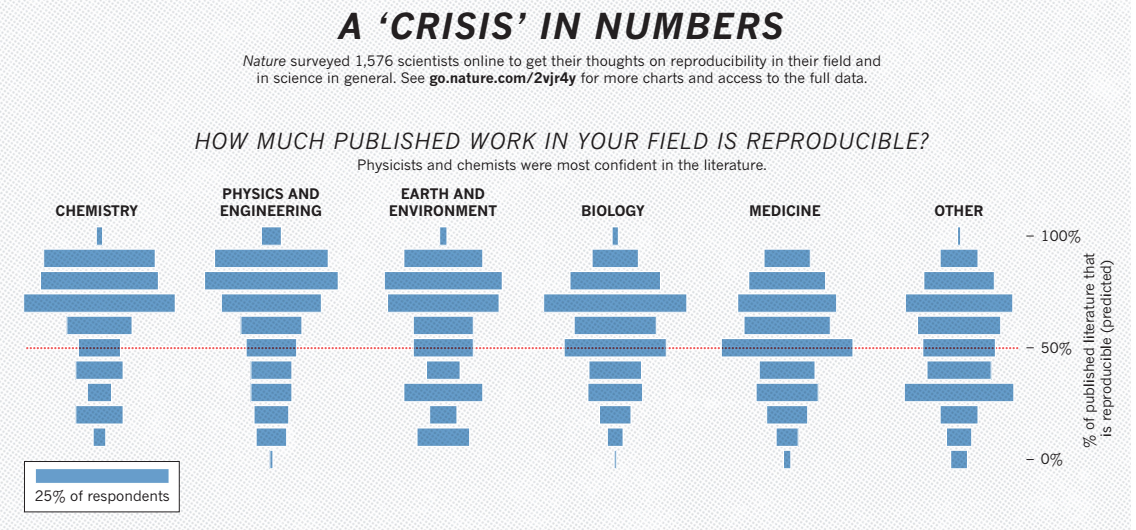 A ‘CRISIS’ IN NUMBERS
Nature surveyed 1,576 scientists online to get their thoughts on reproducibility in their field and
in science in general. See go.nature.com/2vjr4y for more charts and access to the full data.
HOW MUCH PUBLISHED WORK IN YOUR FIELD IS REPRODUCIBLE?
Physicists and chemists were most confident in the literature.
CHEMISTRY
PHYSICS AND
ENGINEERING
EARTH AND
ENVIRONMENT
BIOLOGY
MEDICINE
OTHER
– 100%
– 50%
– 0%
% of published literature that
is reproducible (predicted)
25% of respondents